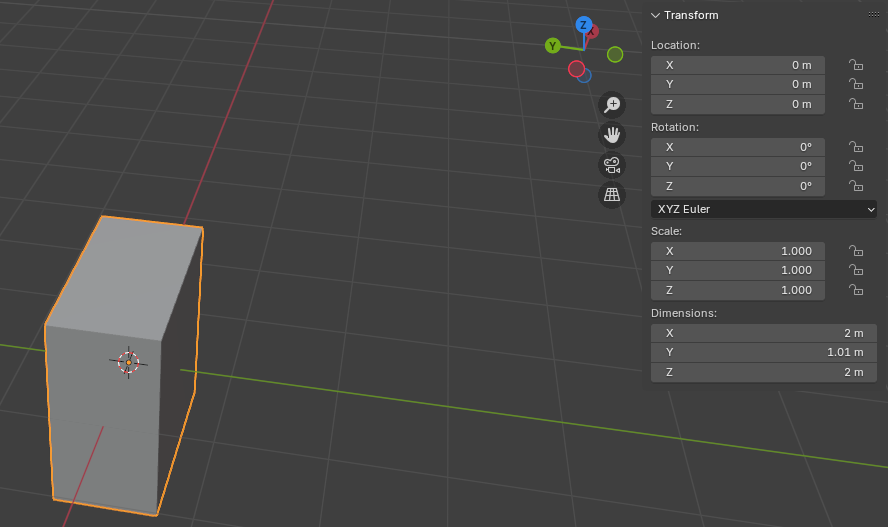 Z
Y
Transform
Location:
X 0 m
Y 0 m
Z 0 m
Rotation:
X 0°
Y 0°
Z 0°
XYZ Euler
Scale:
X 1.000
Y 1.000
Z 1.000
Dimensions:
X 2 m
Y 1.01 m
Z 2 m